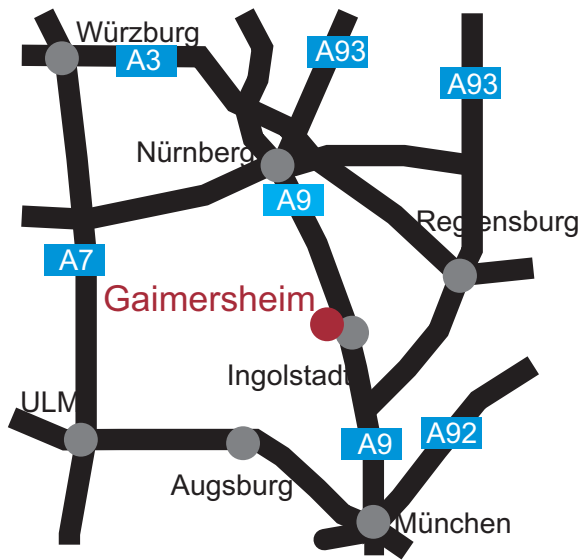 Würzburg
A3
A93
A93
Nürnberg
A9
Regensburg
A7
Gaimersheim
Ingolstadt
ULM
A9
A92
Augsburg
München